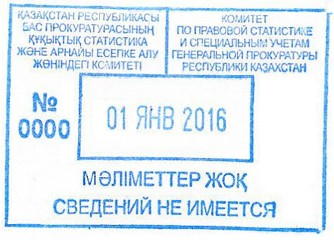 ҚАЗАҚСТАН РЕСПУБЛИКАСЫ
БАС ПРОКУРАТУРАСЫНЫҢ
ҚҰҚЫҚТЫҚ СТАТИСТИКА
ЖӘНЕ АРНАЙЫ ЕСЕПКЕ АЛУ
ЖӨНІНДЕГІ КОМИТЕТІ
КОМИТЕТ
ПО ПРАВОВОЙ СТАТИСТИКЕ
И СПЕЦИАЛЬНЫМ УЧЕТАМ
ГЕНЕРАЛЬНОЙ ПРОКУРАТУРЫ
РЕСПУБЛИКИ КАЗАХСТАН
№
0000
01 ЯНВ 2016
МӘЛІМЕТТЕР ЖОҚ
СВЕДЕНИЙ НЕ ИМЕЕТСЯ